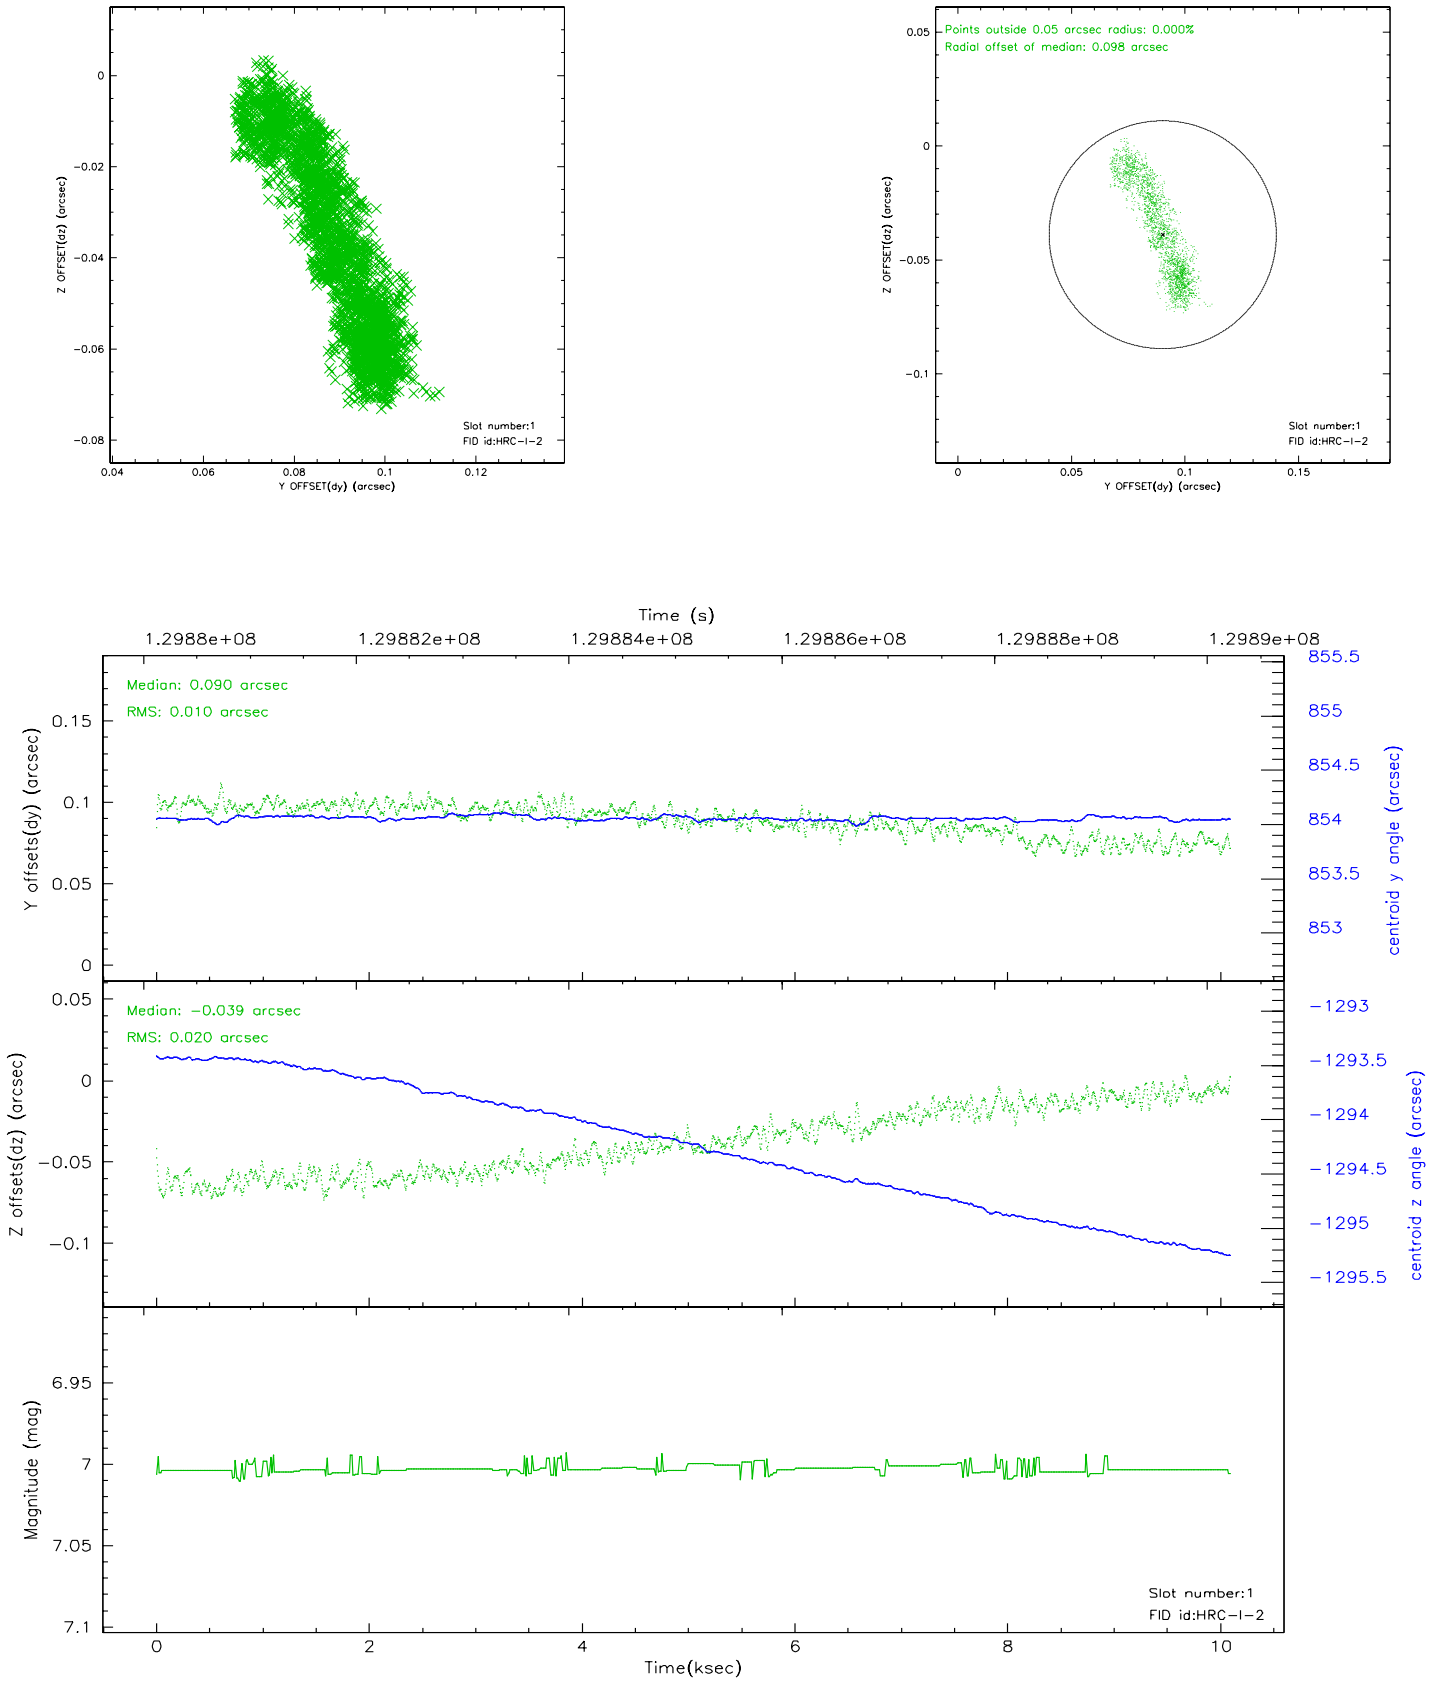 0
−0.02
−0.04
−0.06
−0.08
Z OFFSET(dz) (arcsec)
0.04 0.06 0.08 0.1 0.12
Y OFFSET(dy) (arcsec)
Slot number:1
FID id:HRC−I−2
Points outside 0.05 arcsec radius: 0.000%
Radial offset of median: 0.098 arcsec
0.05
0
−0.05
−0.1
Z OFFSET(dz) (arcsec)
0 0.05 0.1 0.15
Y OFFSET(dy) (arcsec)
Slot number:1
FID id:HRC−I−2
Time (s)
1.2988e+08 1.29882e+08 1.29884e+08 1.29886e+08 1.29888e+08 1.2989e+08
Median: 0.090 arcsec
RMS: 0.010 arcsec
0.15
0.1
0.05
0
Y offsets(dy) (arcsec)
855.5
855
854.5
854
853.5
853
centroid y angle (arcsec)
Median: −0.039 arcsec
RMS: 0.020 arcsec
0.05
0
−0.05
−0.1
Z offsets(dz) (arcsec)
−1293
−1293.5
−1294
−1294.5
−1295
−1295.5
centroid z angle (arcsec)
6.95
7
7.05
7.1
Magnitude (mag)
Slot number:1
FID id:HRC−I−2
0 2 4 6 8 10
Time(ksec)